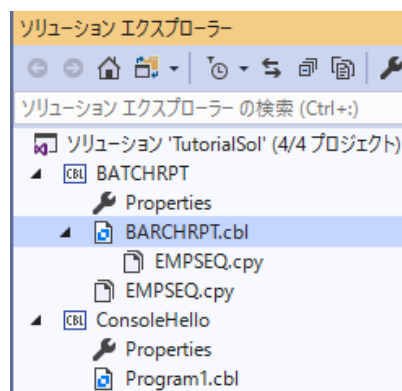 ソリューション エクスプローラー
ソリューション エクスプローラー の検索 (Ctrl+:)
ソリューション 'TutorialSol' (4/4 プロジェクト)
CBL BATCHRPT
Properties
BARCHRPT.cbl
EMPSEQ.cpy
EMPSEQ.cpy
CBL ConsoleHello
Properties
Program1.cbl